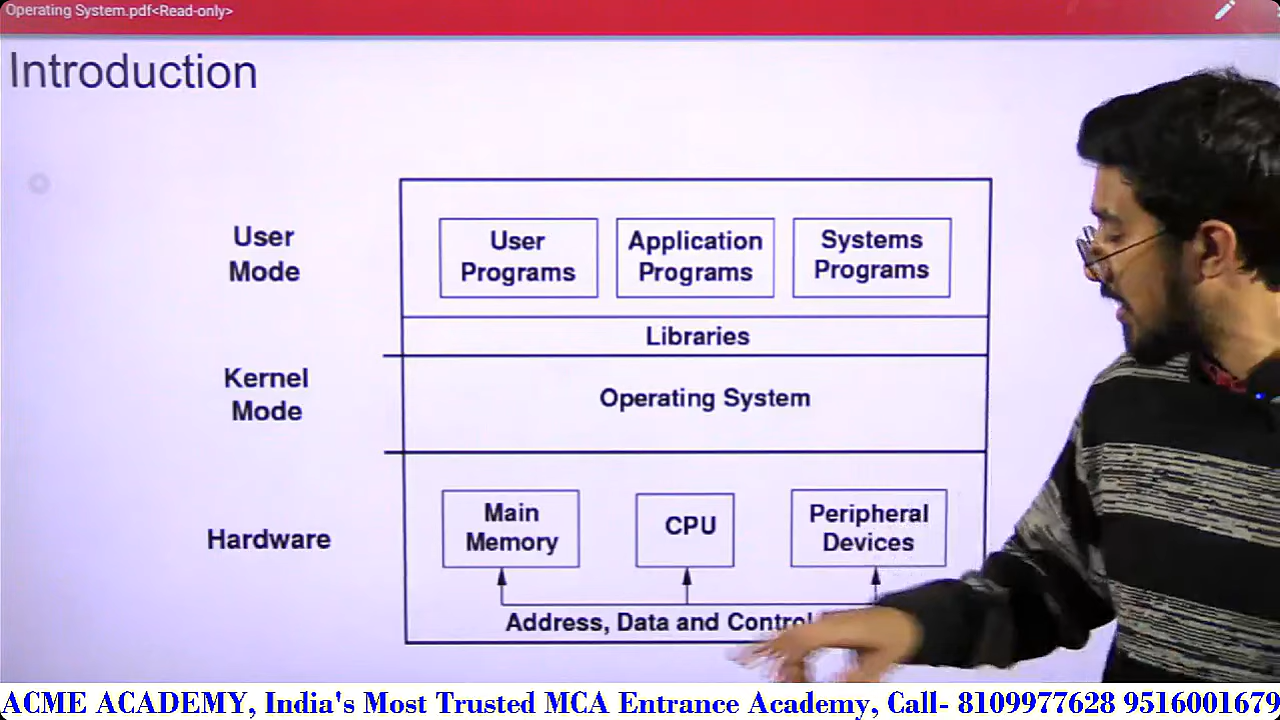 Operating System.pdf<Read-only>
Introduction
User
Mode
User
Programs
Application
Programs
Systems
Programs
Libraries
Kernel
Mode
Operating System
Hardware
Main
Memory
CPU
Peripheral
Devices
Address, Data and Control
ACME ACADEMY, India's Most Trusted MCA Entrance Academy, Call- 8109977628 9516001679